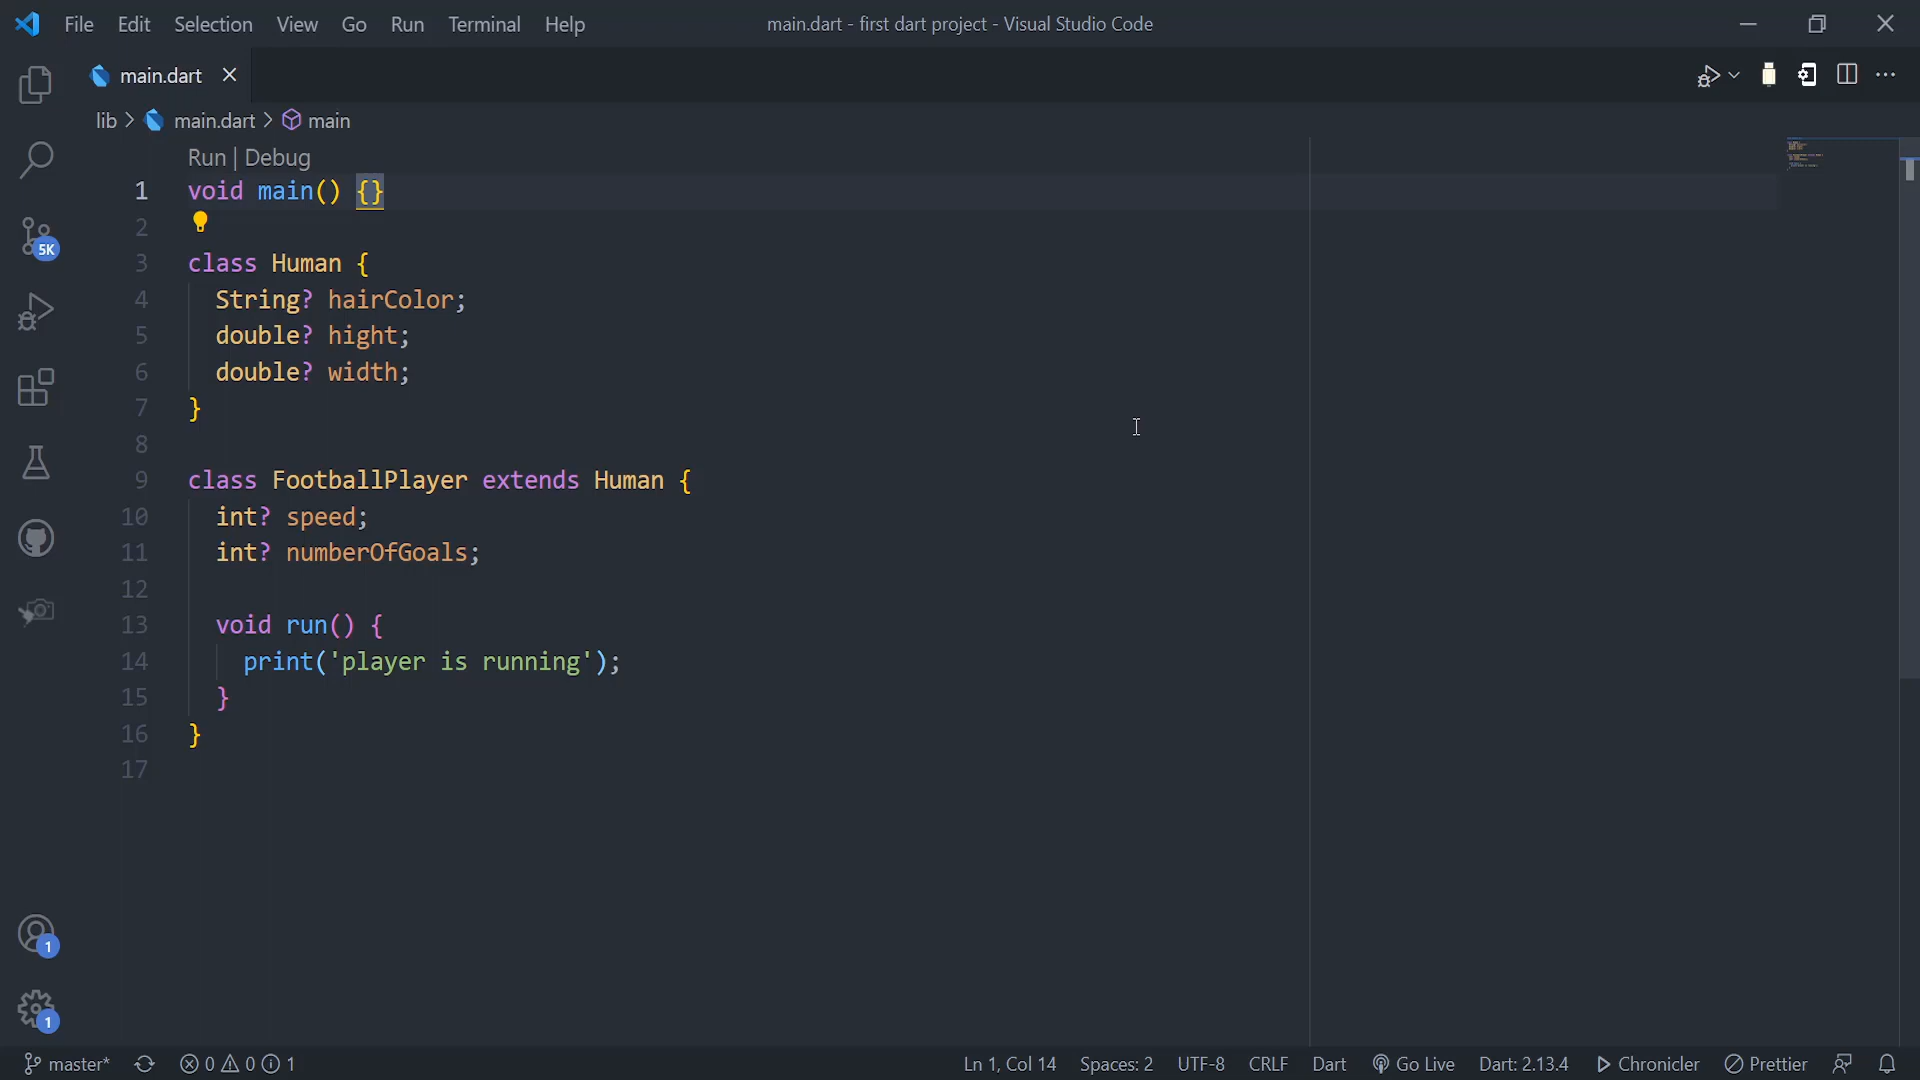 File Edit Selection View Go Run Terminal Help main.dart - first dart project - Visual Studio Code
main.dart
lib > main.dart > main
Run | Debug
1 void main() {}
2
3 class Human {
4 String? hairColor;
5 double? hight;
6 double? width;
7 }
8
9 class FootballPlayer extends Human {
10 int? speed;
11 int? numberOfGoals;
12
13 void run() {
14 print('player is running');
15 }
16 }
17
5K
1
1
master* 0 0 1 Ln 1, Col 14 Spaces: 2 UTF-8 CRLF Dart Go Live Dart: 2.13.4 Chronicler Prettier